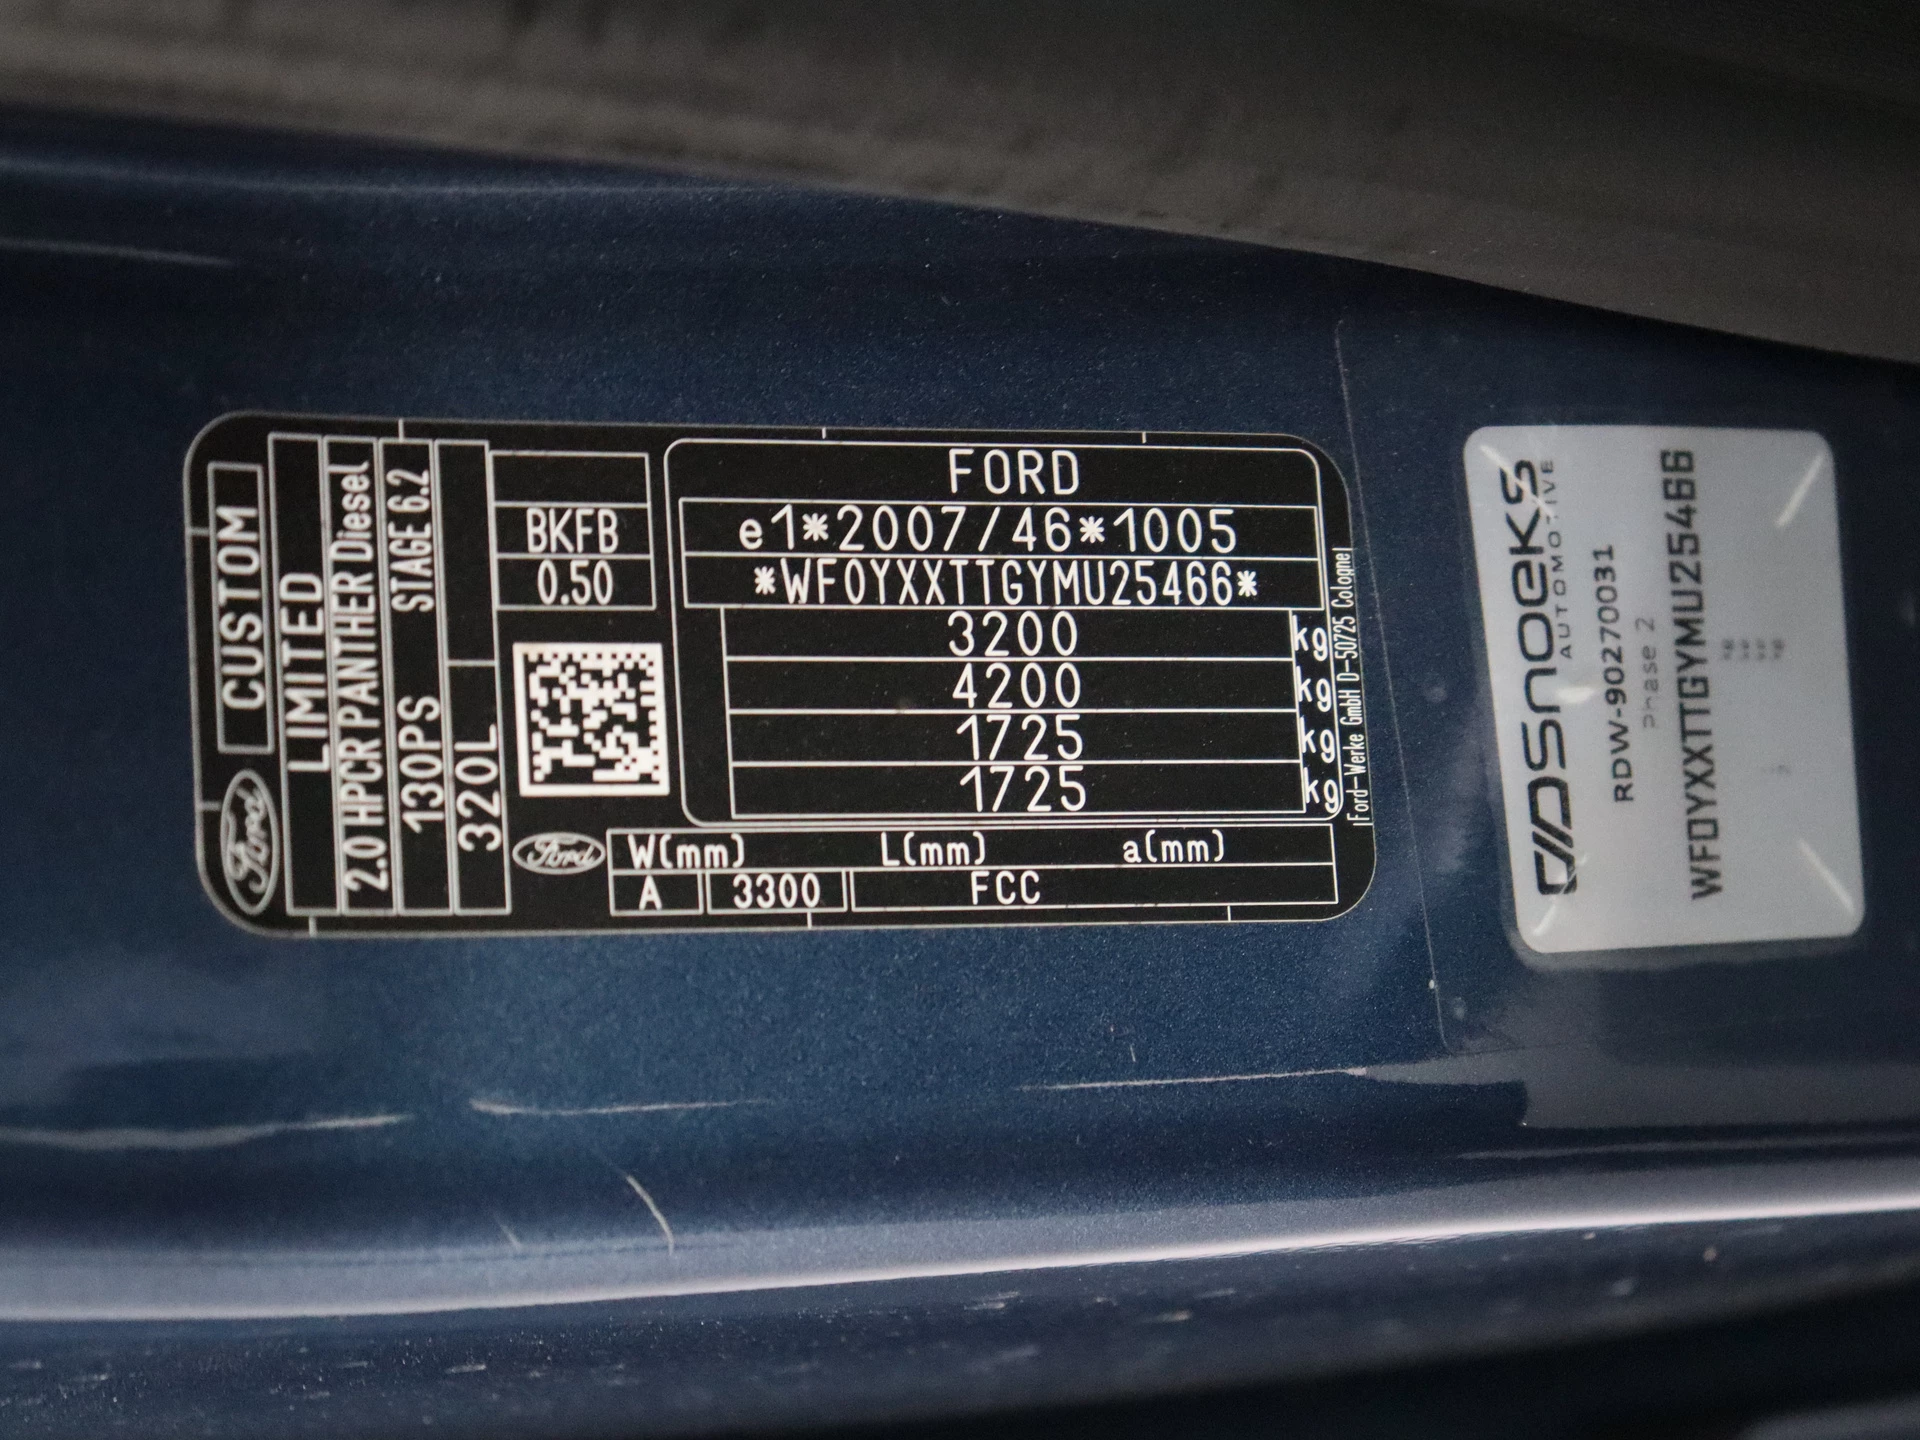 FORD
e1*2007/46*1005
*WF0YXXTTGYMU25466*
3200 kg
4200 kg
1725 kg
1725 kg
Ford-Werke GmbH D-50725 Cologne
BKFB
0.50
Ford
W(mm) L(mm) a(mm)
A 3300 FCC
Ford CUSTOM
LIMITED
2.0 HPCR PANTHER Diesel
130PS STAGE 6.2
320L
SNOEKS
AUTOMOTIVE
RDW-90270031
Phase 2
WF0YXXTTGYMU25466